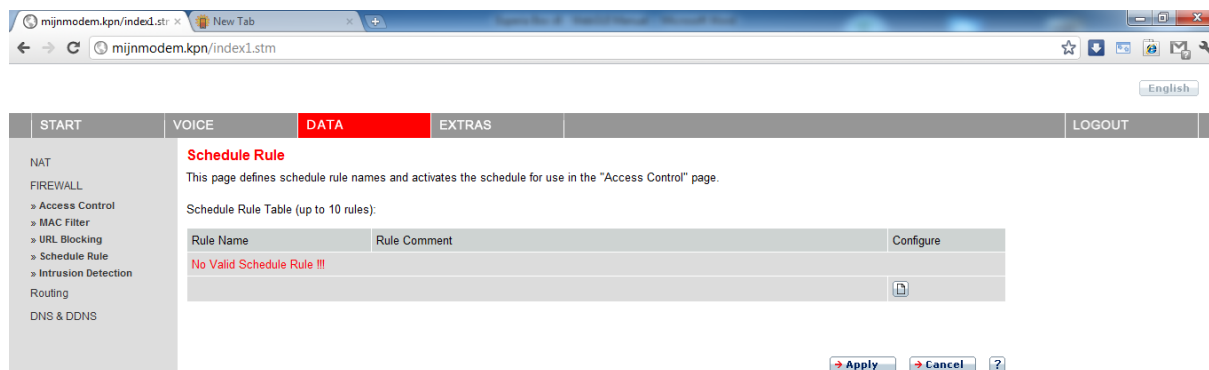 mijnmodem.kpn/index1.str
New Tab
mijnmodem.kpn/index1.stm
English
START VOICE DATA EXTRAS LOGOUT
NAT
FIREWALL
» Access Control
» MAC Filter
» URL Blocking
» Schedule Rule
» Intrusion Detection
Routing
DNS & DDNS
Schedule Rule
This page defines schedule rule names and activates the schedule for use in the "Access Control" page.
Schedule Rule Table (up to 10 rules):
Rule Name Rule Comment Configure
No Valid Schedule Rule !!!
Apply Cancel ?